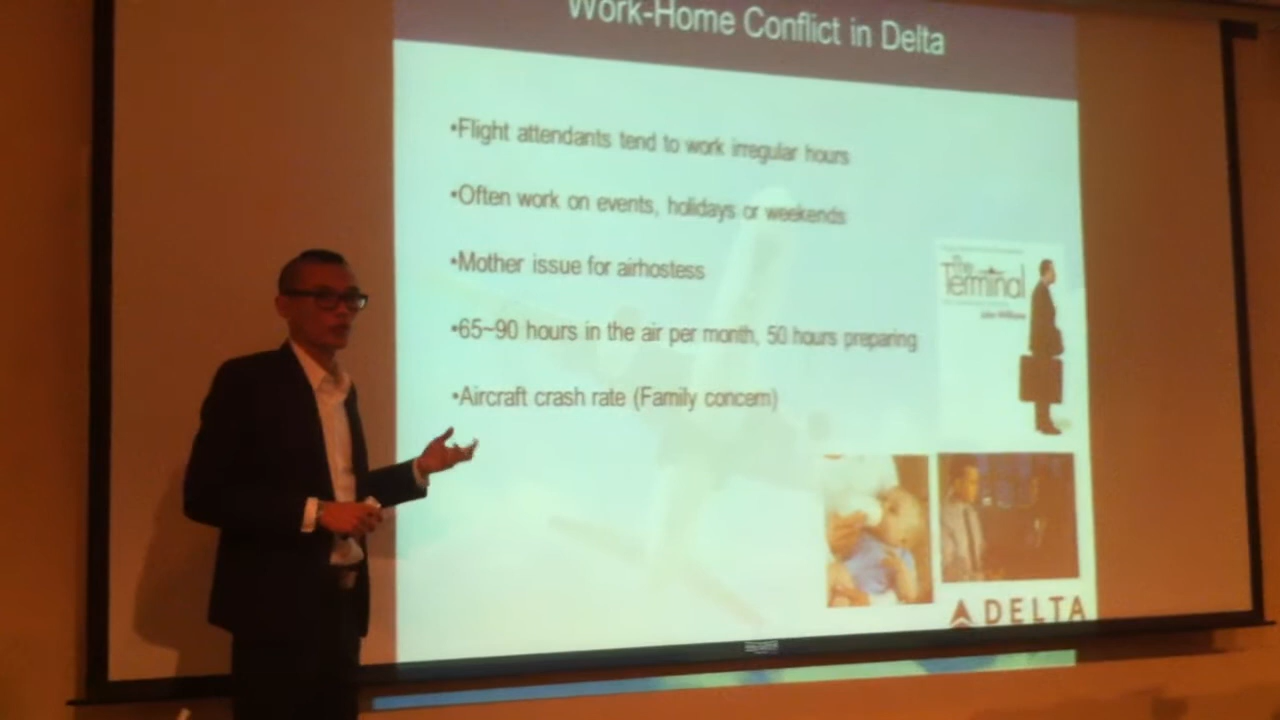 Work-Home Conflict in Delta
•Flight attendants tend to work irregular hours
•Often work on events, holidays or weekends
•Mother issue for airhostess
•65~90 hours in the air per month, 50 hours preparing
•Aircraft crash rate (Family concern)
The
Terminal
John Williams
DELTA